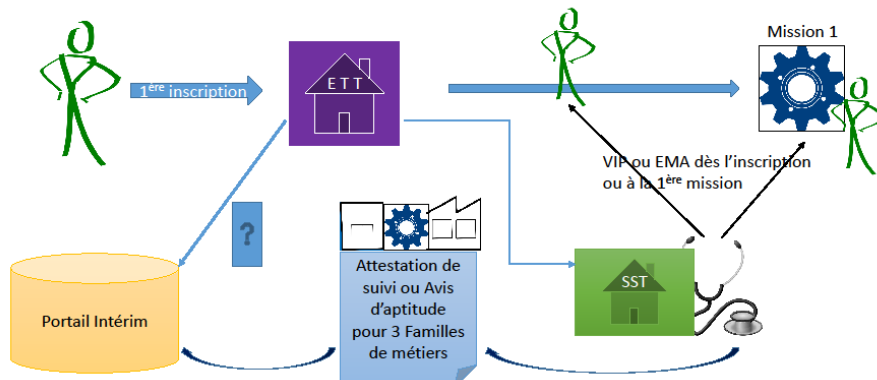 Mission 1
1ère inscription
E T T
VIP ou EMA dès l’inscription
ou à la 1ère mission
?
Attestation de
suivi ou Avis
d’aptitude
pour 3 Familles
de métiers
SST
Portail Intérim